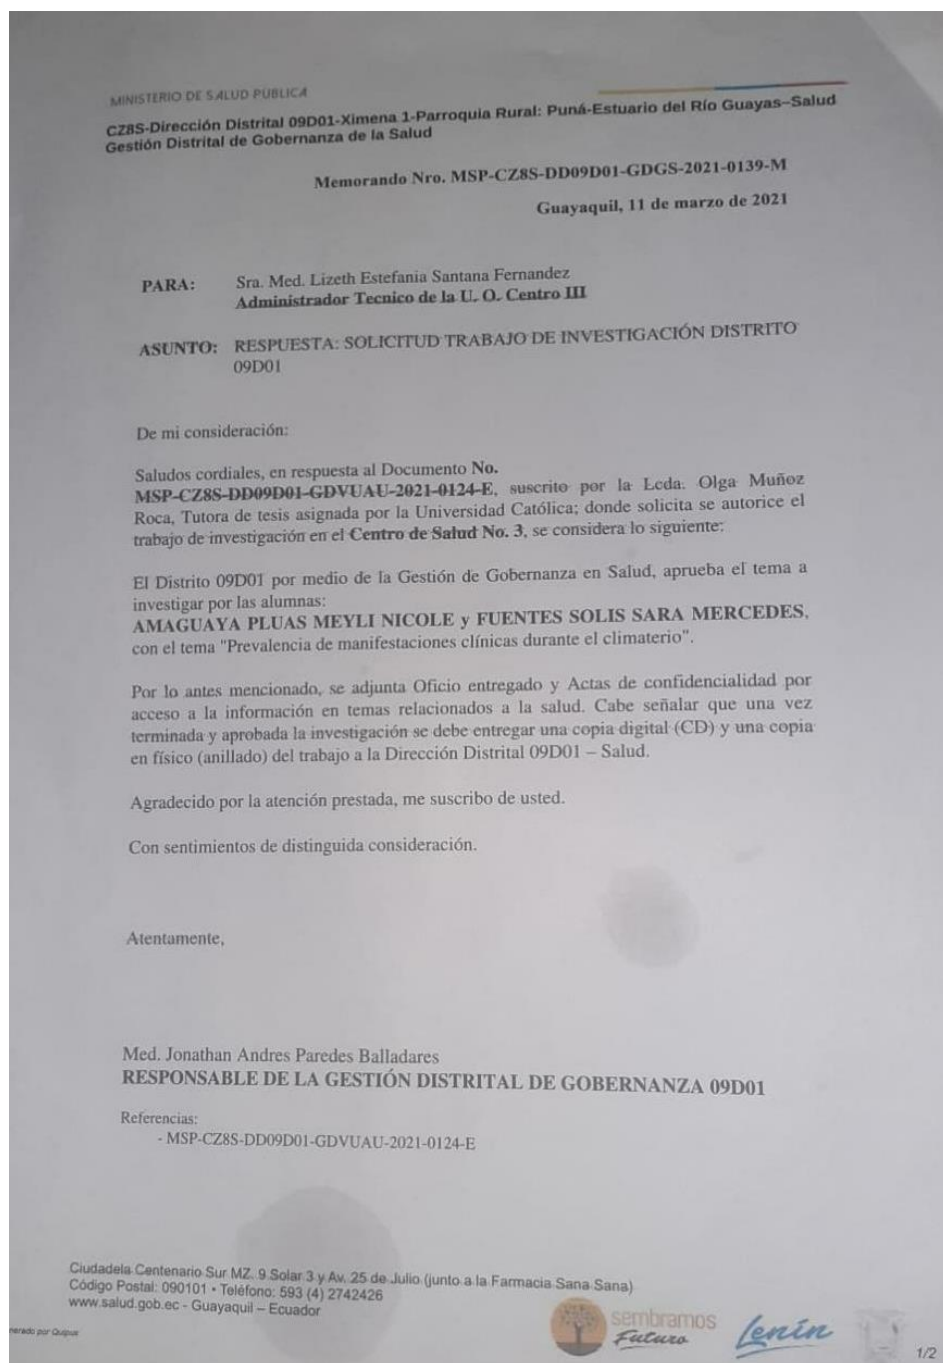 MINISTERIO DE SALUD PUBLICA
CZ8S-Dirección Distrital 09D01-Ximena 1-Parroquia Rural: Puná-Estuario del Río Guayas–Salud
Gestión Distrital de Gobernanza de la Salud
Memorando Nro. MSP-CZ8S-DD09D01-GDGS-2021-0139-M
Guayaquil, 11 de marzo de 2021
PARA: Sra. Med. Lizeth Estefania Santana Fernandez
Administrador Tecnico de la U. O. Centro III
ASUNTO: RESPUESTA: SOLICITUD TRABAJO DE INVESTIGACIÓN DISTRITO
09D01
De mi consideración:
Saludos cordiales, en respuesta al Documento No.
MSP-CZ8S-DD09D01-GDVUAU-2021-0124-E, suscrito por la Lcda. Olga Muñoz
Roca, Tutora de tesis asignada por la Universidad Católica; donde solicita se autorice el
trabajo de investigación en el Centro de Salud No. 3, se considera lo siguiente:
El Distrito 09D01 por medio de la Gestión de Gobernanza en Salud, aprueba el tema a
investigar por las alumnas:
AMAGUAYA PLUAS MEYLI NICOLE y FUENTES SOLIS SARA MERCEDES,
con el tema "Prevalencia de manifestaciones clínicas durante el climaterio".
Por lo antes mencionado, se adjunta Oficio entregado y Actas de confidencialidad por
acceso a la información en temas relacionados a la salud. Cabe señalar que una vez
terminada y aprobada la investigación se debe entregar una copia digital (CD) y una copia
en físico (anillado) del trabajo a la Dirección Distrital 09D01 – Salud.
Agradecido por la atención prestada, me suscribo de usted.
Con sentimientos de distinguida consideración.
Atentamente,
Med. Jonathan Andres Paredes Balladares
RESPONSABLE DE LA GESTIÓN DISTRITAL DE GOBERNANZA 09D01
Referencias:
- MSP-CZ8S-DD09D01-GDVUAU-2021-0124-E
Ciudadela Centenario Sur MZ. 9 Solar 3 y Av. 25 de Julio (junto a la Farmacia Sana Sana)
Código Postal: 090101 • Teléfono: 593 (4) 2742426
www.salud.gob.ec - Guayaquil – Ecuador
nerado por Quipux
sembramos
Futuro
Lenín
1/2